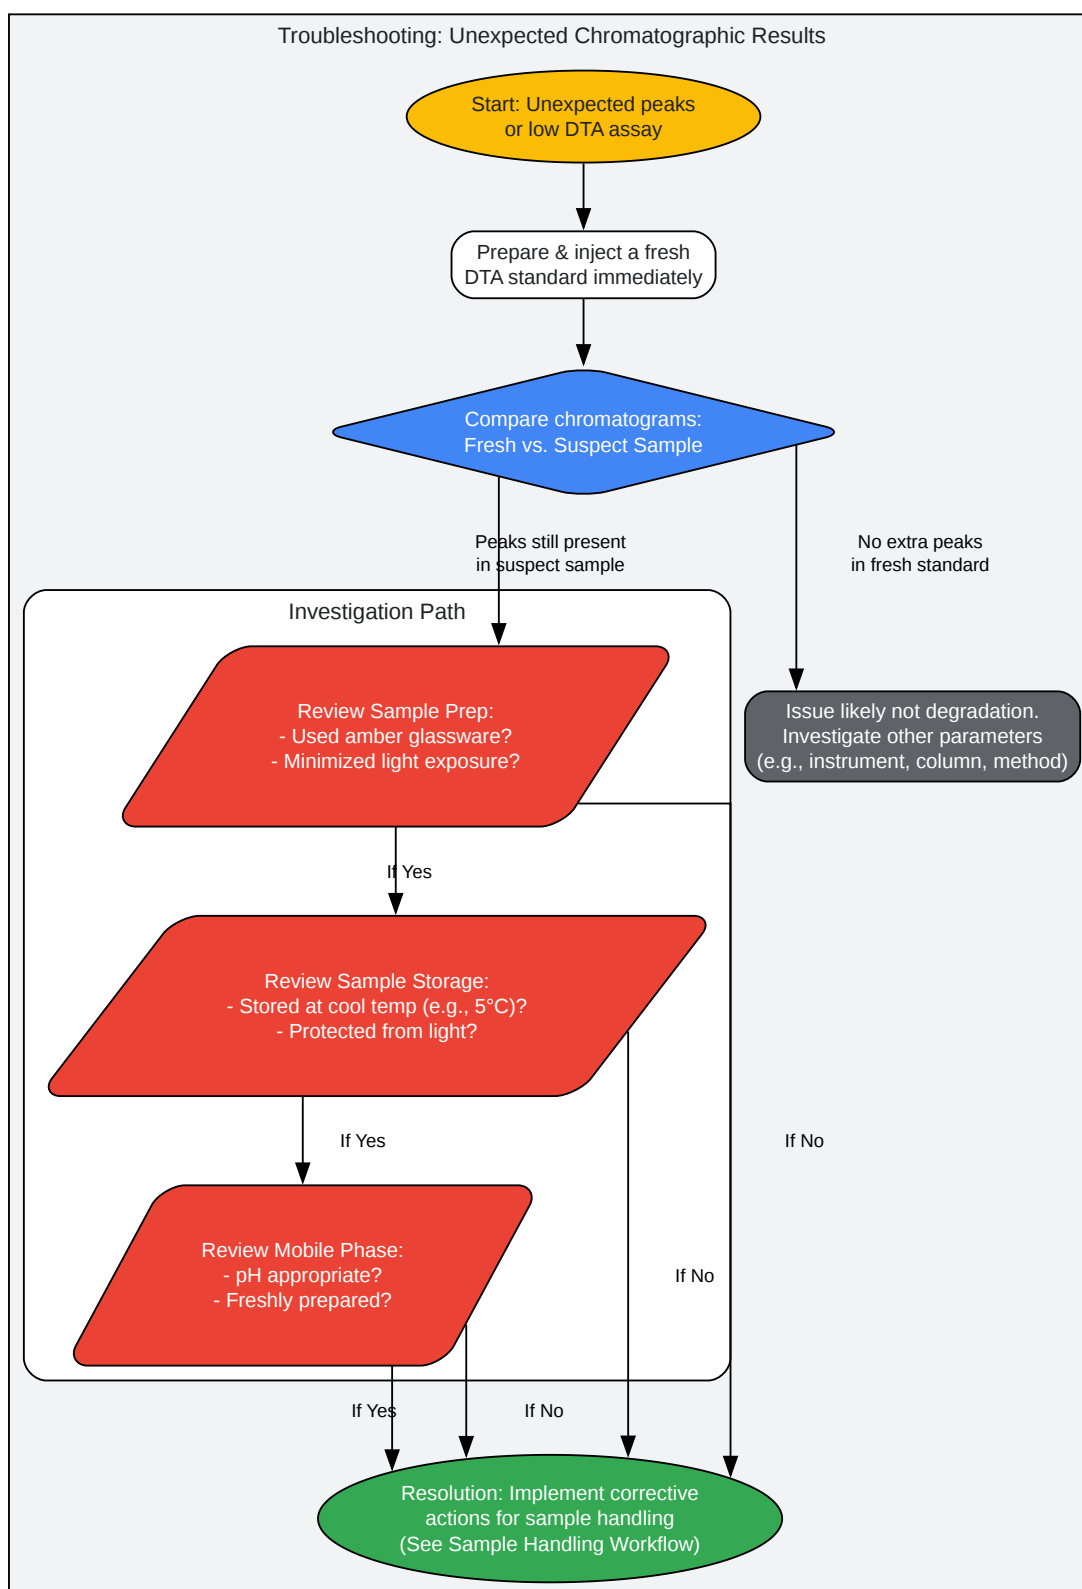 Troubleshooting: Unexpected Chromatographic Results
Start: Unexpected peaks
or low DTA assay
Prepare & inject a fresh
DTA standard immediately
Compare chromatograms:
Fresh vs. Suspect Sample
Peaks still present
in suspect sample
No extra peaks
in fresh standard
Investigation Path
Review Sample Prep:
- Used amber glassware?
- Minimized light exposure?
Issue likely not degradation.
Investigate other parameters
(e.g., instrument, column, method)
If Yes
Review Sample Storage:
- Stored at cool temp (e.g., 5°C)?
- Protected from light?
If Yes
If No
Review Mobile Phase:
- pH appropriate?
- Freshly prepared?
If No
If Yes
If No
Resolution: Implement corrective
actions for sample handling
(See Sample Handling Workflow)